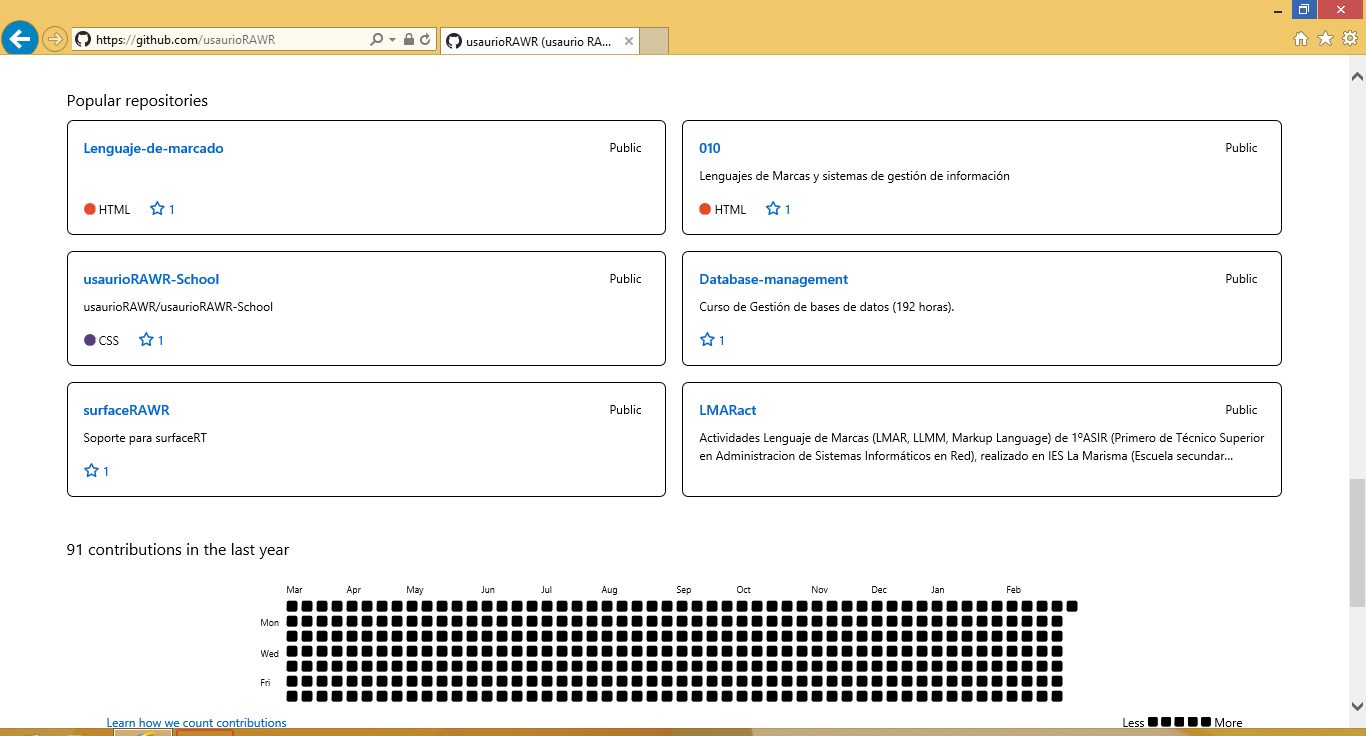 https://github.com/usaurioRAWR
usaurioRAWR (usaurio RA...
Popular repositories
Lenguaje-de-marcado
Public
HTML
1
010
Public
Lenguajes de Marcas y sistemas de gestión de información
HTML
1
usaurioRAWR-School
Public
usaurioRAWR/usaurioRAWR-School
CSS
1
Database-management
Public
Curso de Gestión de bases de datos (192 horas).
1
surfaceRAWR
Public
Soporte para surfaceRT
1
LMARact
Public
Actividades Lenguaje de Marcas (LMAR, LLMM, Markup Language) de 1ºASIR (Primero de Técnico Superior
en Administracion de Sistemas Informáticos en Red), realizado en IES La Marisma (Escuela secundar...
91 contributions in the last year
Mar Apr May Jun Jul Aug Sep Oct Nov Dec Jan Feb
Mon
Wed
Fri
Learn how we count contributions
Less More